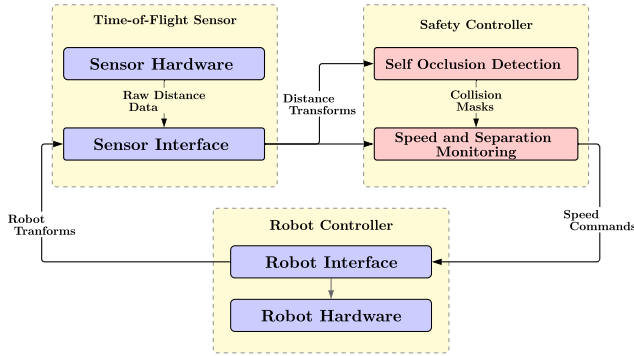 Time-of-Flight Sensor
Sensor Hardware
Raw Distance
Data
Sensor Interface
Distance
Transforms
Safety Controller
Self Occlusion Detection
Collision
Masks
Speed and Separation
Monitoring
Robot
Tranforms
Speed
Commands
Robot Controller
Robot Interface
Robot Hardware